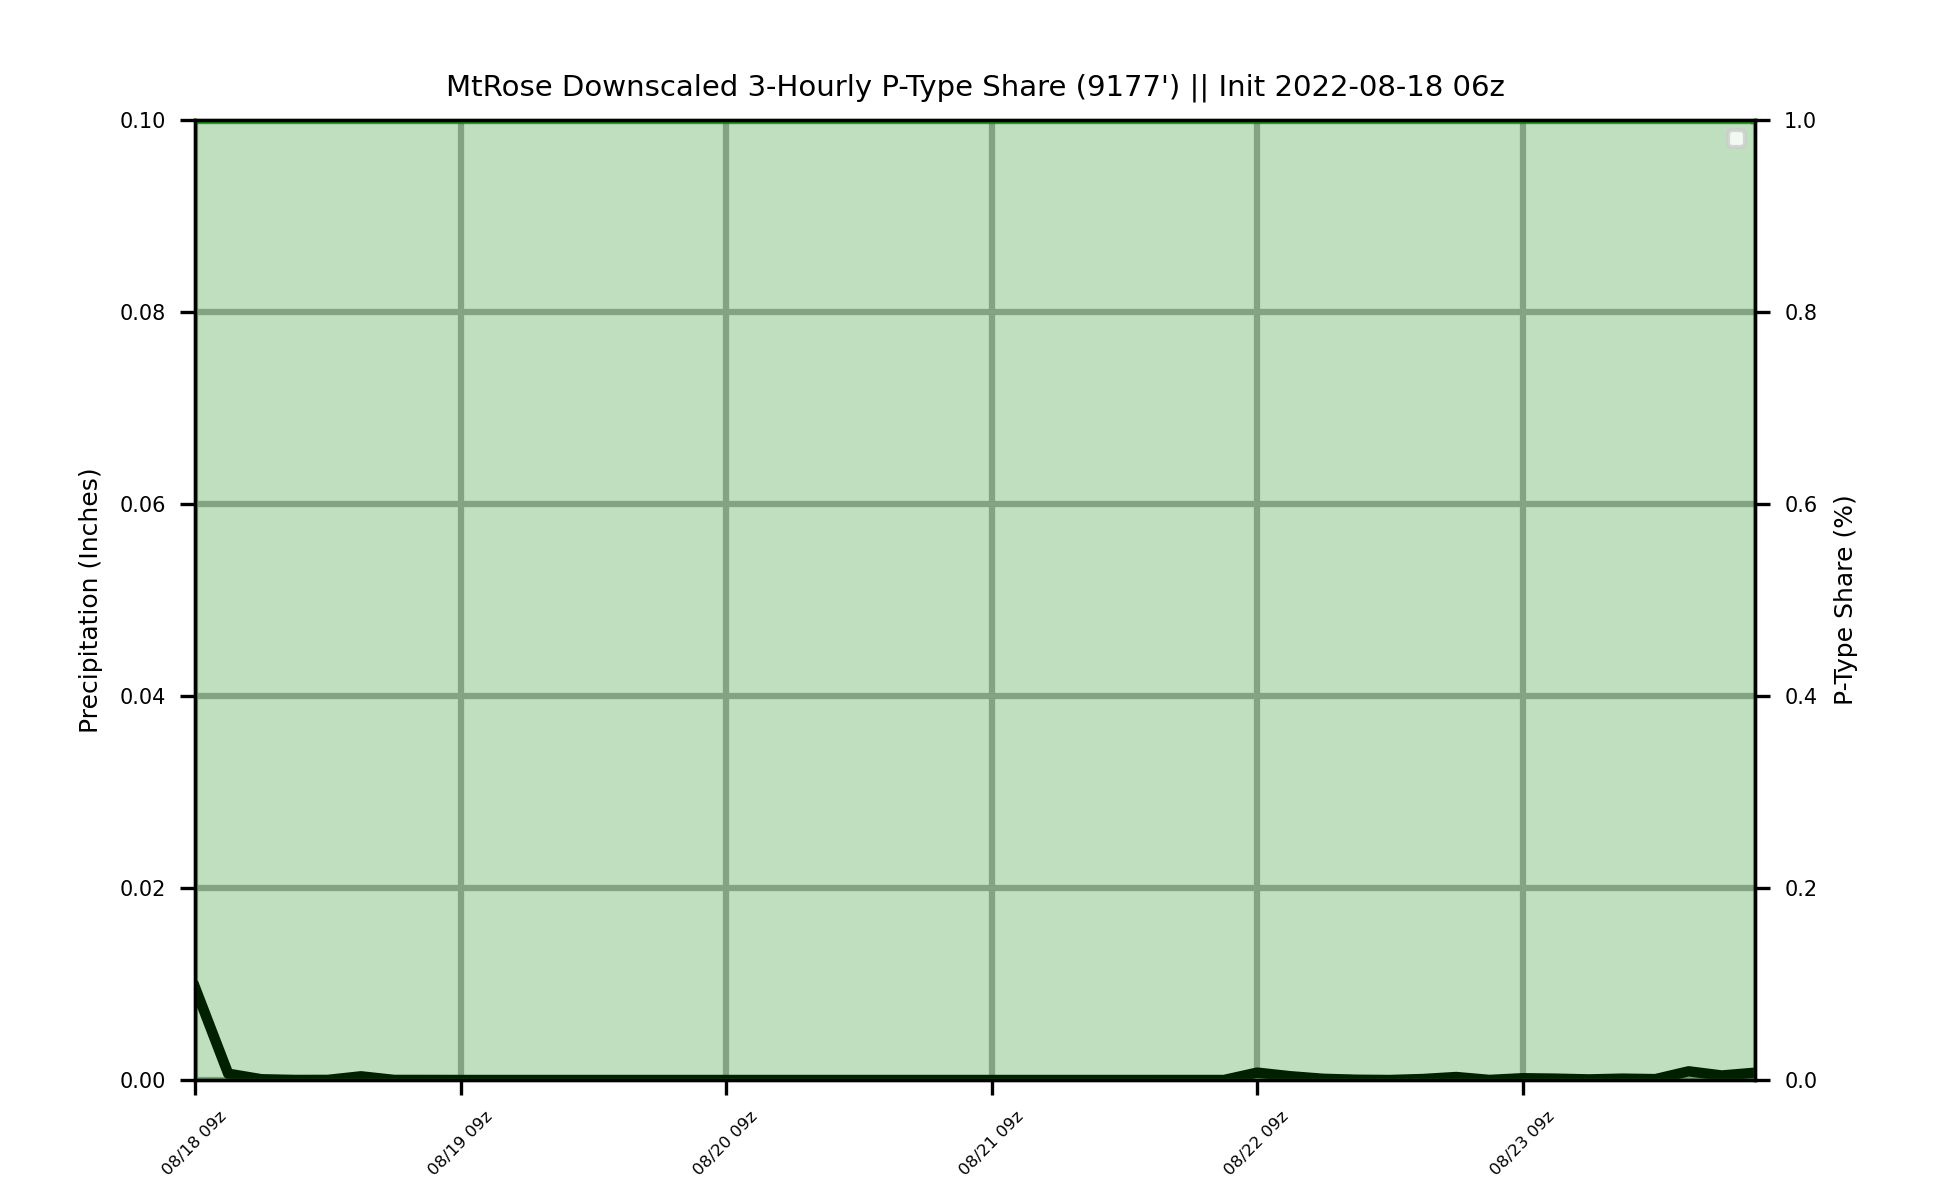 MtRose Downscaled 3-Hourly P-Type Share (9177') || Init 2022-08-18 06z
0.10
0.08
0.06
0.04
0.02
0.00
Precipitation (Inches)
1.0
0.8
0.6
0.4
0.2
0.0
P-Type Share (%)
08/18 09z
08/19 09z
08/20 09z
08/21 09z
08/22 09z
08/23 09z